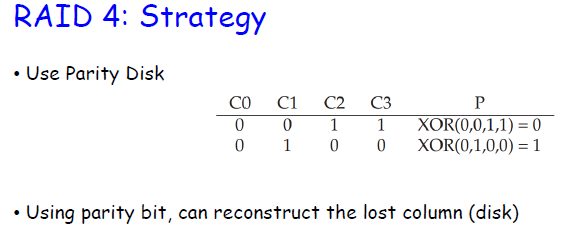 RAID 4: Strategy
• Use Parity Disk
C0 C1 C2 C3 P
0 0 1 1 XOR(0,0,1,1) = 0
0 1 0 0 XOR(0,1,0,0) = 1
• Using parity bit, can reconstruct the lost column (disk)